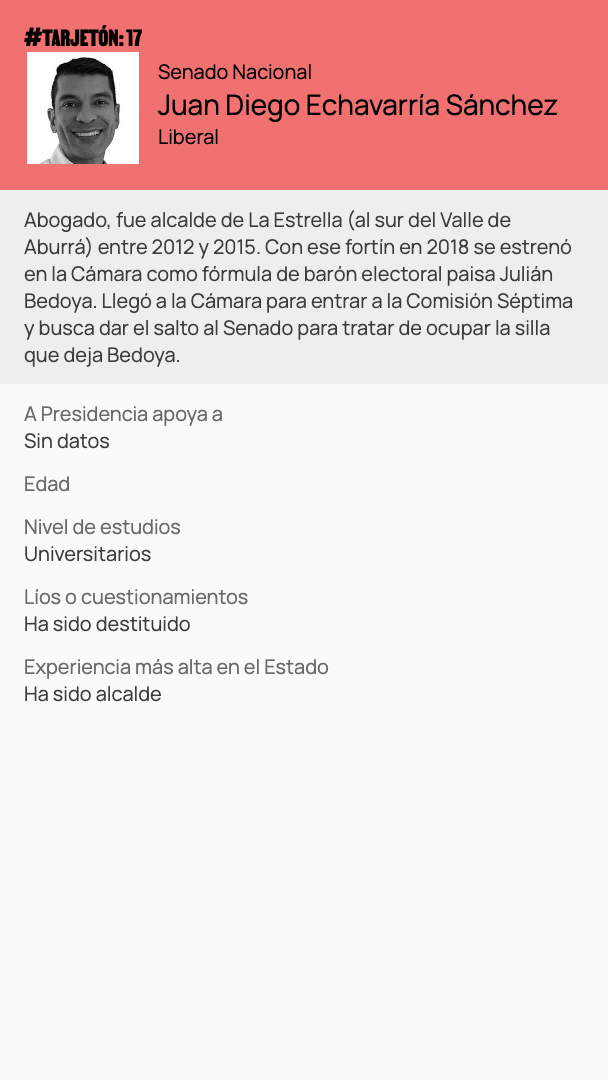 #TARJETÓN: 17
Senado Nacional
Juan Diego Echavarría Sánchez
Liberal
Abogado, fue alcalde de La Estrella (al sur del Valle de
Aburrá) entre 2012 y 2015. Con ese fortín en 2018 se estrenó
en la Cámara como fórmula de barón electoral paisa Julián
Bedoya. Llegó a la Cámara para entrar a la Comisión Séptima
y busca dar el salto al Senado para tratar de ocupar la silla
que deja Bedoya.
A Presidencia apoya a
Sin datos
Edad
Nivel de estudios
Universitarios
Líos o cuestionamientos
Ha sido destituido
Experiencia más alta en el Estado
Ha sido alcalde